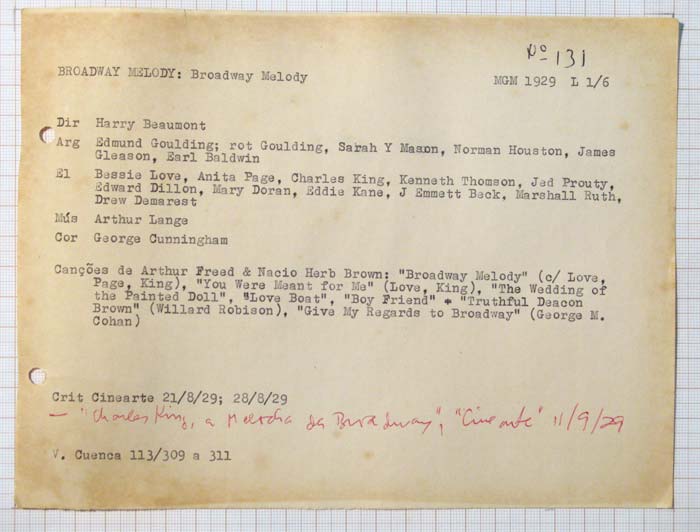 Nº 131
BROADWAY MELODY: Broadway Melody
MGM 1929 L 1/6
Dir Harry Beaumont
Arg Edmund Goulding; rot Goulding, Sarah Y Mason, Norman Houston, James
Gleason, Earl Baldwin
El Bessie Love, Anita Page, Charles King, Kenneth Thomson, Jed Prouty,
Edward Dillon, Mary Doran, Eddie Kane, J Emmett Beck, Marshall Ruth,
Drew Demarest
Mús Arthur Lange
Cor George Cunningham
Canções de Arthur Freed & Nacio Herb Brown: "Broadway Melody" (c/ Love,
Page, King), "You Were Meant for Me" (Love, King), "The Wedding of
the Painted Doll", "Love Boat", "Boy Friend" + "Truthful Deacon
Brown" (Willard Robison), "Give My Regards to Broadway" (George M.
Cohan)
Crit Cinearte 21/8/29; 28/8/29
— "Charles King, a Melodia da Broadway", "Cinearte" 11/9/29
V. Cuenca 113/309 a 311